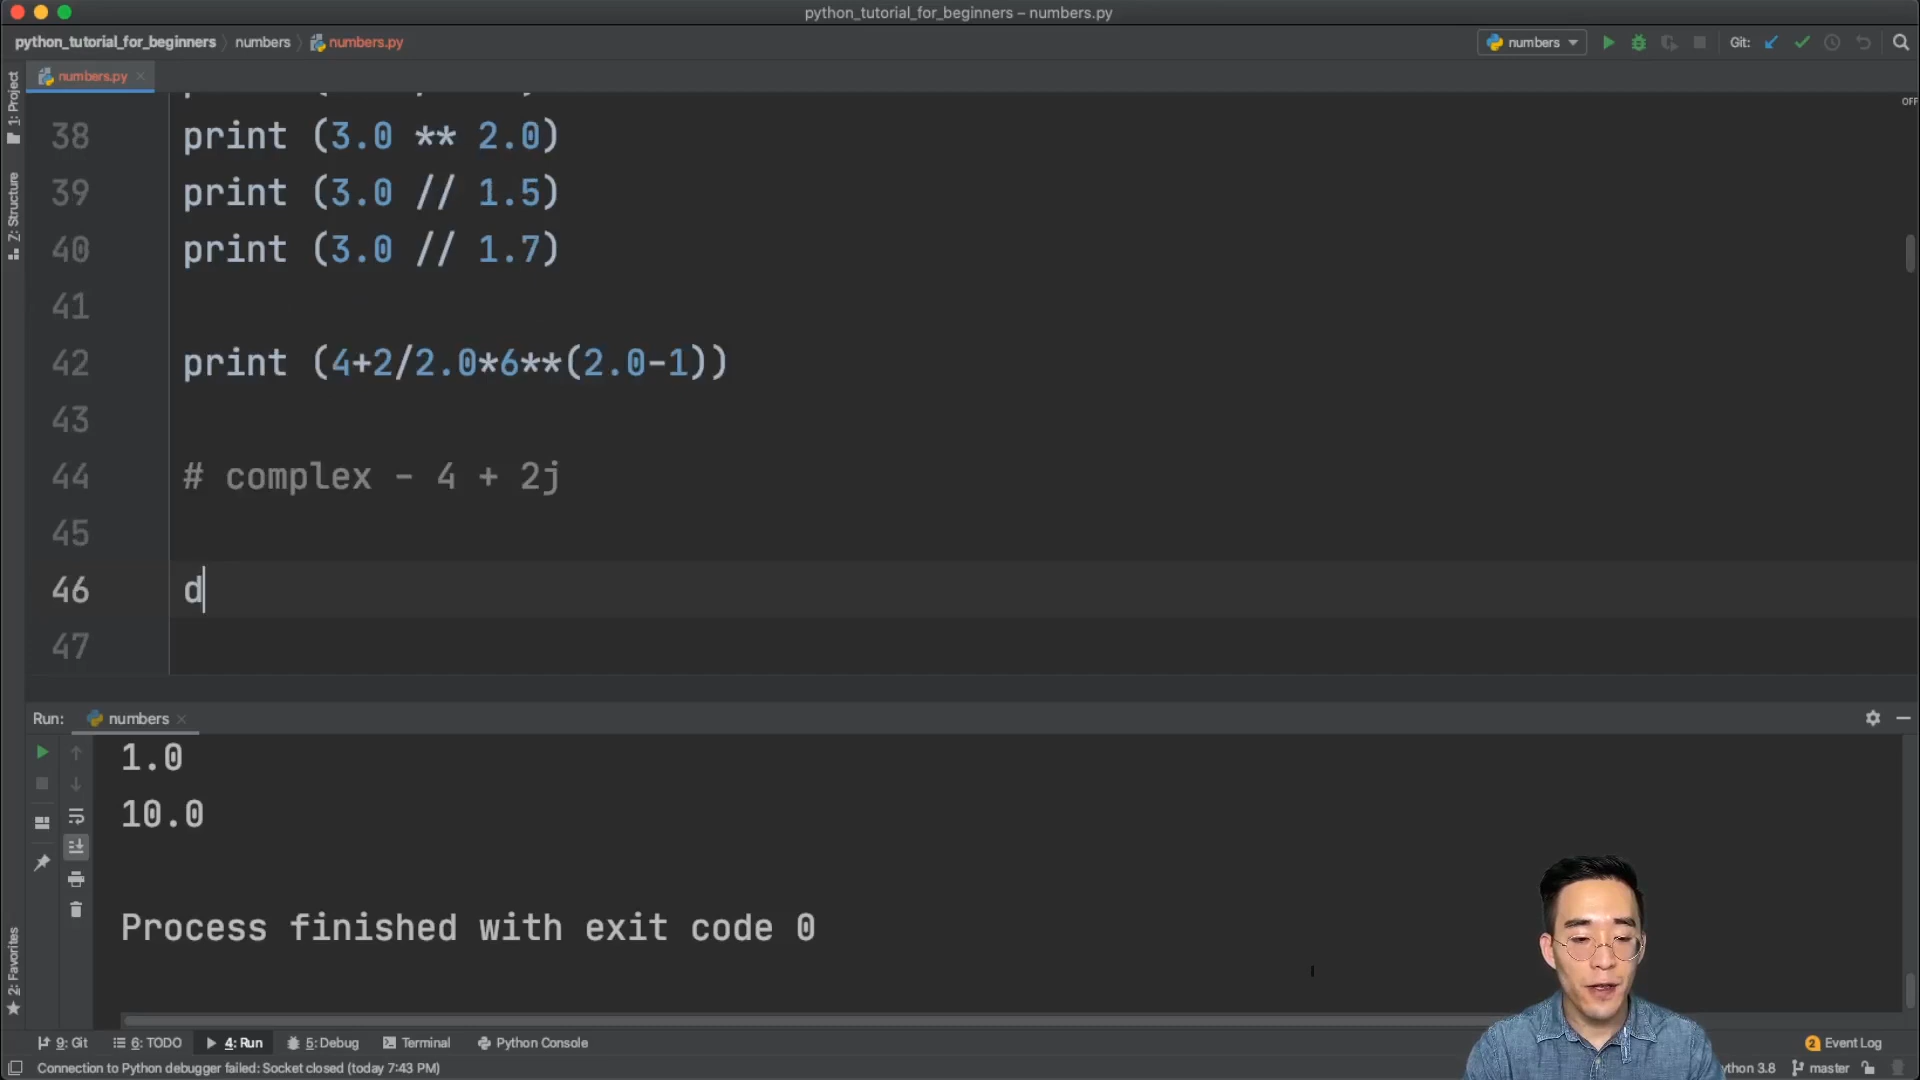 python_tutorial_for_beginners – numbers.py
python_tutorial_for_beginners numbers numbers.py
numbers Git:
numbers.py
OFF
1: Project
Z: Structure
38 print (3.0 ** 2.0)
39 print (3.0 // 1.5)
40 print (3.0 // 1.7)
41
42 print (4+2/2.0*6**(2.0-1))
43
44 # complex - 4 + 2j
45
46 d
47
Run: numbers
1.0
10.0
Process finished with exit code 0
2: Favorites
9: Git 6: TODO 4: Run 5: Debug Terminal Python Console 2 Event Log
Connection to Python debugger failed: Socket closed (today 7:43 PM) ython 3.8 master